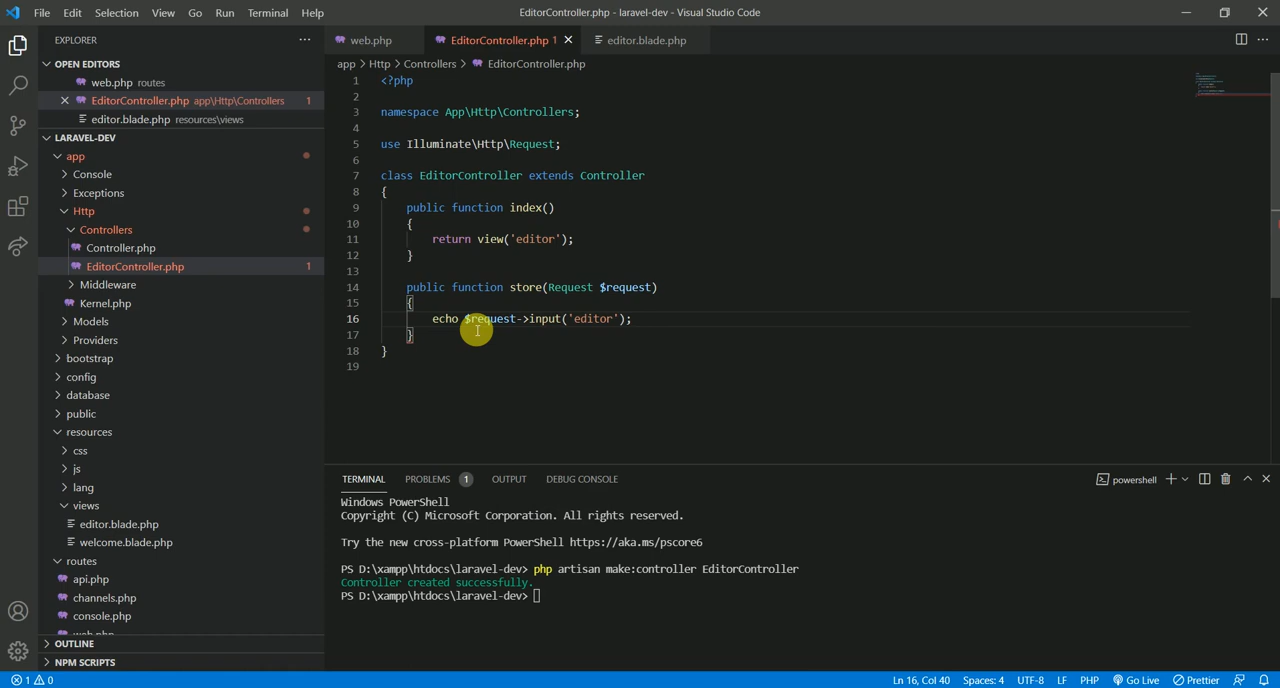 File Edit Selection View Go Run Terminal Help
EditorController.php - laravel-dev - Visual Studio Code
EXPLORER
OPEN EDITORS
web.php routes
EditorController.php app\Http\Controllers 1
editor.blade.php resources\views
LARAVEL-DEV
app
Console
Exceptions
Http
Controllers
Controller.php
EditorController.php 1
Middleware
Kernel.php
Models
Providers
bootstrap
config
database
public
resources
css
js
lang
views
editor.blade.php
welcome.blade.php
routes
api.php
channels.php
console.php
web.php
OUTLINE
NPM SCRIPTS
web.php
EditorController.php 1
editor.blade.php
app > Http > Controllers > EditorController.php
1 <?php
2
3 namespace App\Http\Controllers;
4
5 use Illuminate\Http\Request;
6
7 class EditorController extends Controller
8 {
9 public function index()
10 {
11 return view('editor');
12 }
13
14 public function store(Request $request)
15 {
16 echo $request->input('editor');
17 }
18 }
19
TERMINAL PROBLEMS 1 OUTPUT DEBUG CONSOLE
powershell
Windows PowerShell
Copyright (C) Microsoft Corporation. All rights reserved.
Try the new cross-platform PowerShell https://aka.ms/pscore6
PS D:\xampp\htdocs\laravel-dev> php artisan make:controller EditorController
Controller created successfully.
PS D:\xampp\htdocs\laravel-dev>
1 0
Ln 16, Col 40 Spaces: 4 UTF-8 LF PHP Go Live Prettier